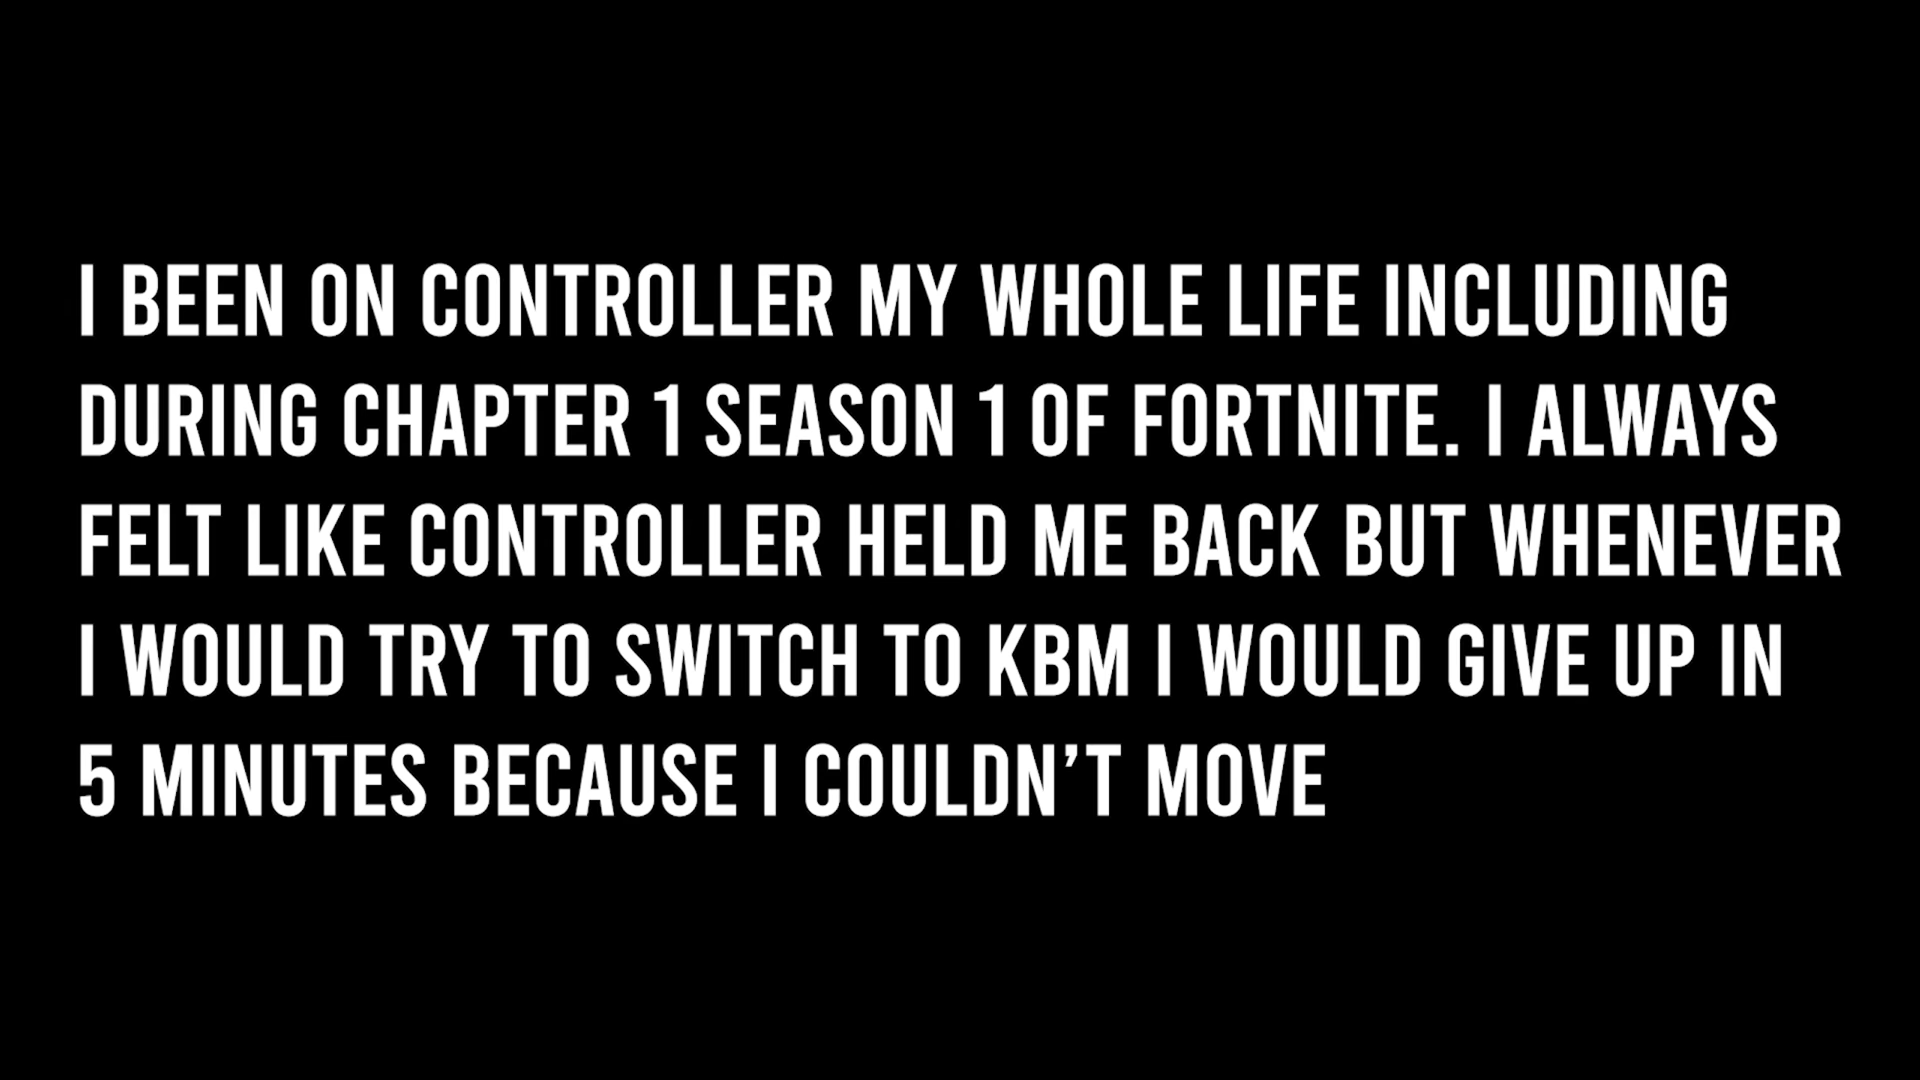 I BEEN ON CONTROLLER MY WHOLE LIFE INCLUDING
DURING CHAPTER 1 SEASON 1 OF FORTNITE. I ALWAYS
FELT LIKE CONTROLLER HELD ME BACK BUT WHENEVER
I WOULD TRY TO SWITCH TO KBM I WOULD GIVE UP IN
5 MINUTES BECAUSE I COULDN’T MOVE